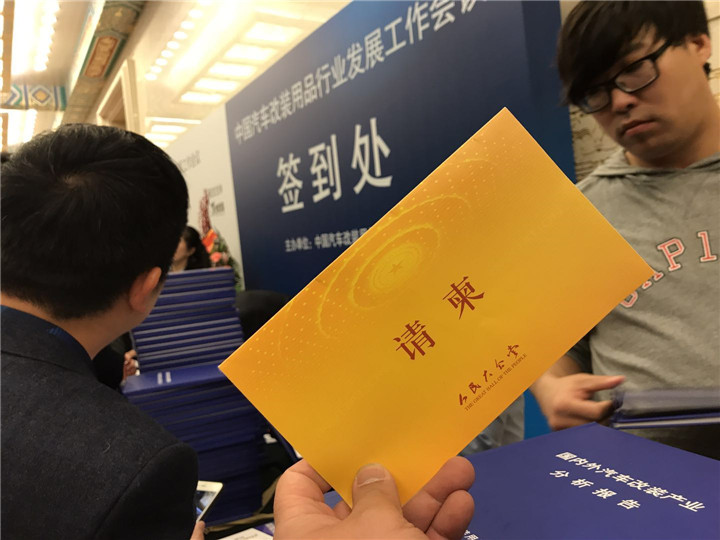 中国汽车改装用品行业发展工作会议
签到处
主办单位：中国汽车改装用
请柬
人民大会堂
THE GREAT HALL OF THE PEOPLE
国内外汽车改装产业
分析报告